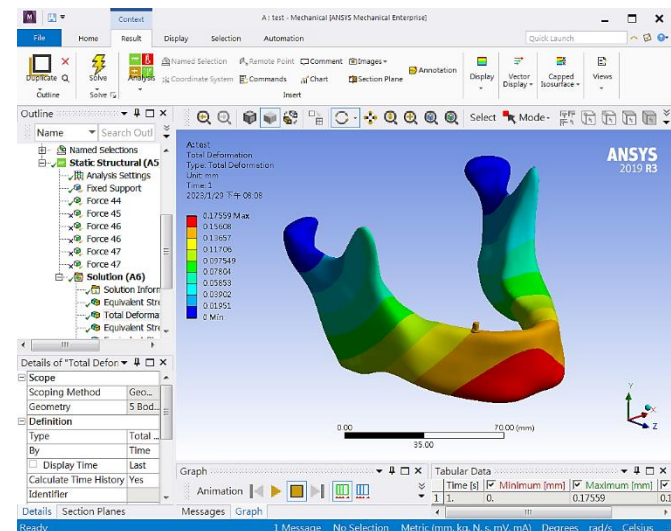 Context
A : test - Mechanical [ANSYS Mechanical Enterprise]
File Home Result Display Selection Automation Quick Launch
Duplicate Q Solve Analysis
Named Selection Remote Point Comment Images Annotation
Coordinate System Commands Chart Section Plane
Display Vector Display Capped Isosurface Views
Outline Solve Insert
Outline
Name Search Outl
Select Mode
Named Selections
Static Structural (A5
Analysis Settings
Fixed Support
Force 44
Force 45
Force 46
Force 46
Force 47
Force 47
Solution (A6)
Solution Inform
Equivalent Stre
Total Deforma
Equivalent Stre
A: test
Total Deformation
Type: Total Deformation
Unit: mm
Time: 1
2023/1/29 下午 08:08
0.17559 Max
0.15608
0.13657
0.11706
0.097549
0.07804
0.05853
0.03902
0.01951
0 Min
ANSYS
2019 R3
0.00 70.00 (mm)
35.00
Y
X
Z
Details of "Total Defor
Scope
Scoping Method Geo...
Geometry 5 Bod...
Definition
Type Total ...
By Time
Display Time Last
Calculate Time History Yes
Identifier
Details Section Planes
Graph
Animation
Messages Graph
Tabular Data
Time [s] Minimum [mm] Maximum [mm]
1 1. 0. 0.17559
Ready 1 Message No Selection Metric (mm, kg, N, s, mV, mA) Degrees rad/s Celsius